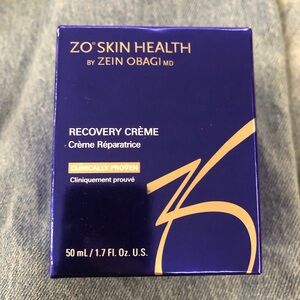 ZO® SKIN HEALTH
BY ZEIN OBAGI MD
RECOVERY CRÈME
Crème Réparatrice
CLINICALLY PROVEN
Cliniquement prouvé
50 mL / 1.7 Fl. Oz. U.S.